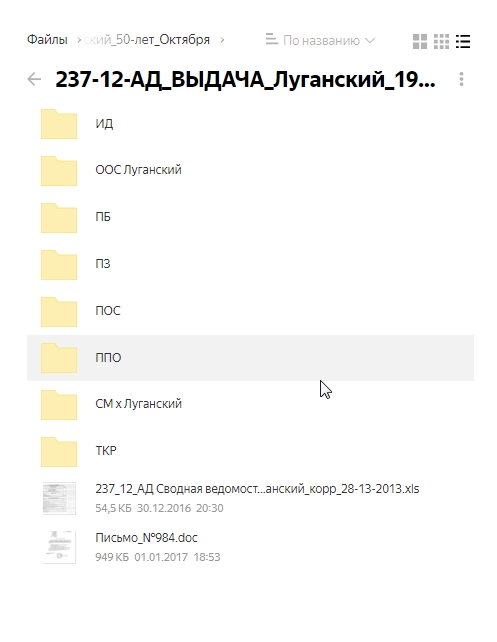 Файлы › ский_50-лет_Октября ›
По названию
237-12-АД_ВЫДАЧА_Луганский_19...
ИД
ООС Луганский
ПБ
ПЗ
ПОС
ППО
СМ х Луганский
ТКР
237_12_АД Сводная ведомост...анский_корр_28-13-2013.xls
54,5 КБ 30.12.2016 20:30
Письмо_№984.doc
949 КБ 01.01.2017 18:53